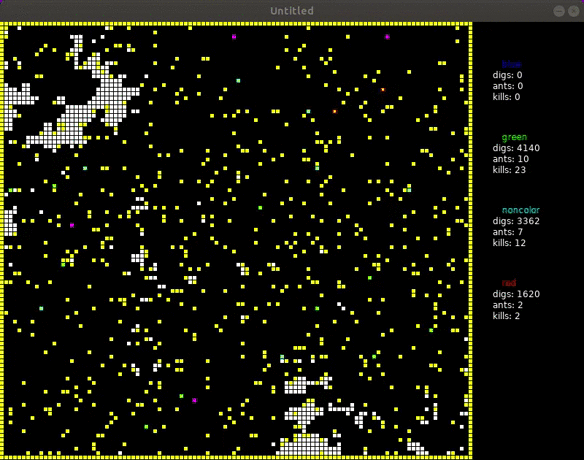 Untitled
blue
digs: 0
ants: 0
kills: 0
green
digs: 4140
ants: 10
kills: 23
noncolor
digs: 3362
ants: 7
kills: 12
red
digs: 1620
ants: 2
kills: 2